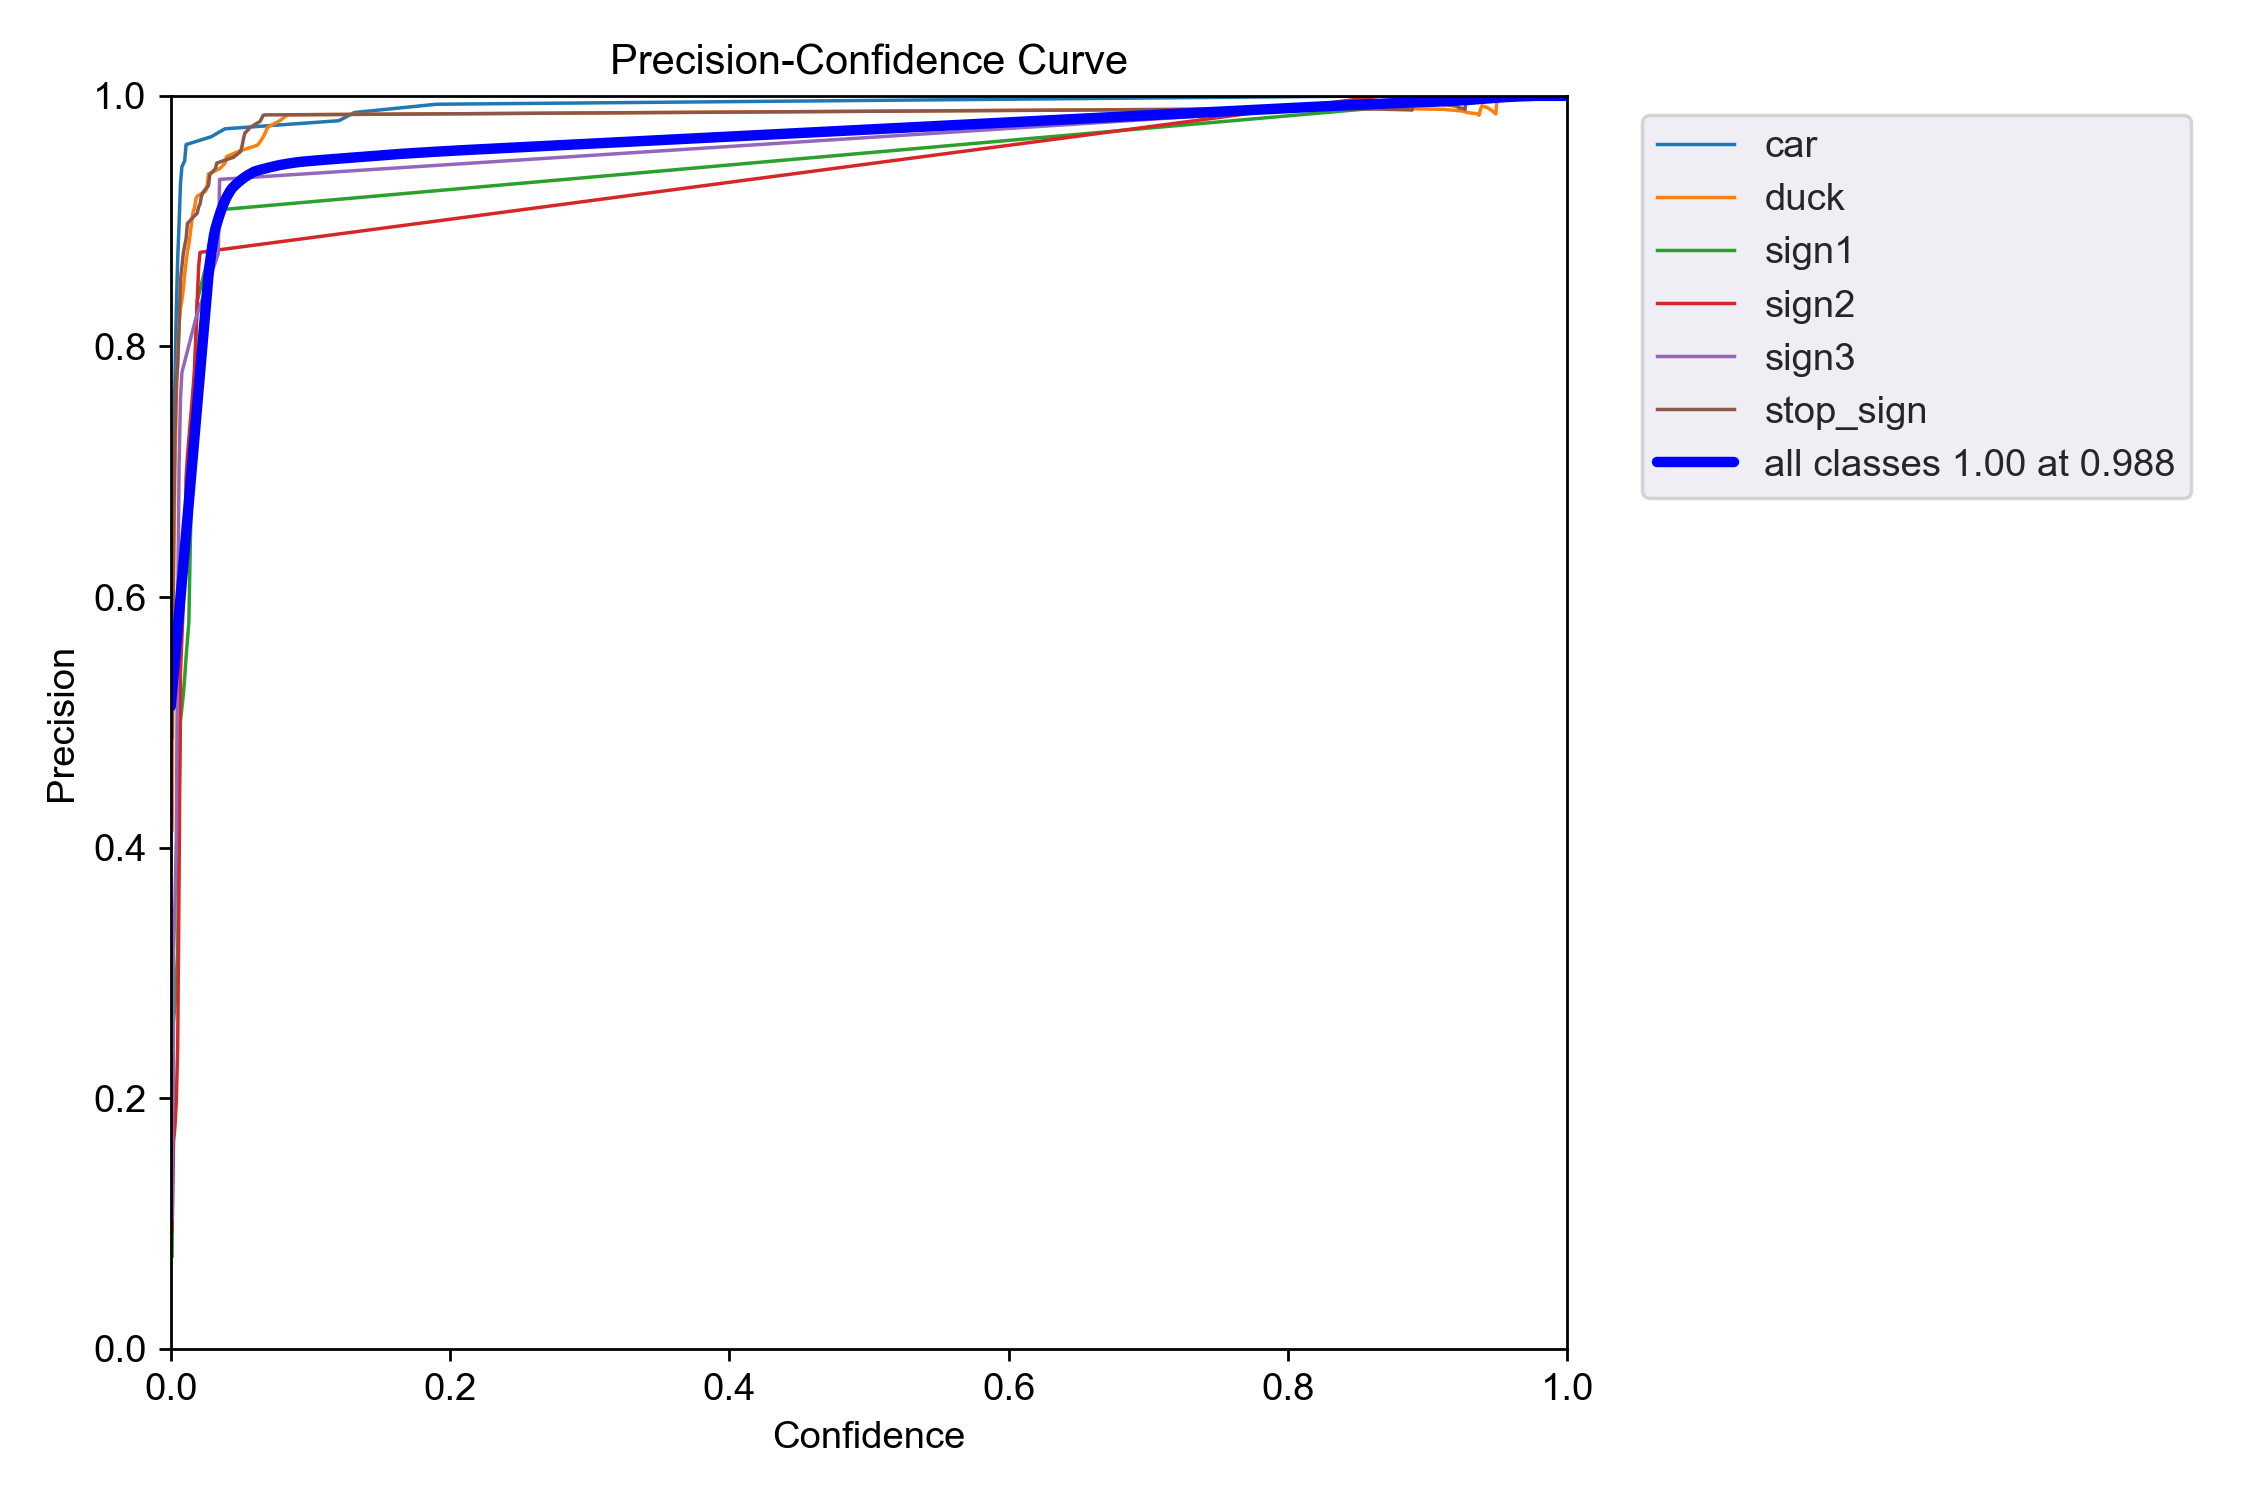 Precision-Confidence Curve
1.0
0.8
0.6
0.4
0.2
0.0
Precision
0.0 0.2 0.4 0.6 0.8 1.0
Confidence
car
duck
sign1
sign2
sign3
stop_sign
all classes 1.00 at 0.988